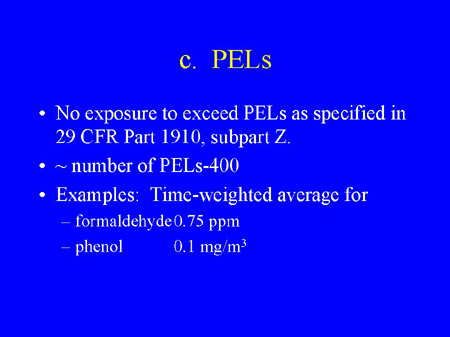 c. PELs
• No exposure to exceed PELs as specified in
29 CFR Part 1910, subpart Z.
• ~ number of PELs-400
• Examples: Time-weighted average for
– formaldehyde 0.75 ppm
– phenol 0.1 mg/m³